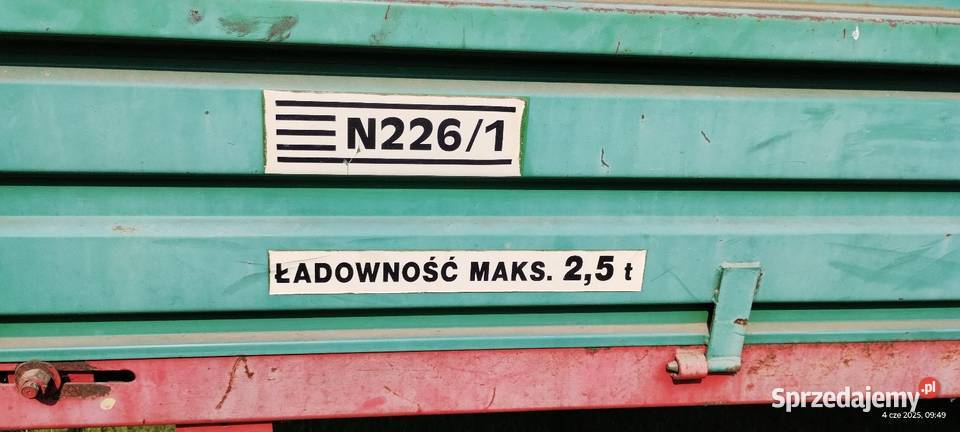 N226/1
ŁADOWNOŚĆ MAKS. 2,5 t
Sprzedajemy.pl
4 cze 2025, 09:49